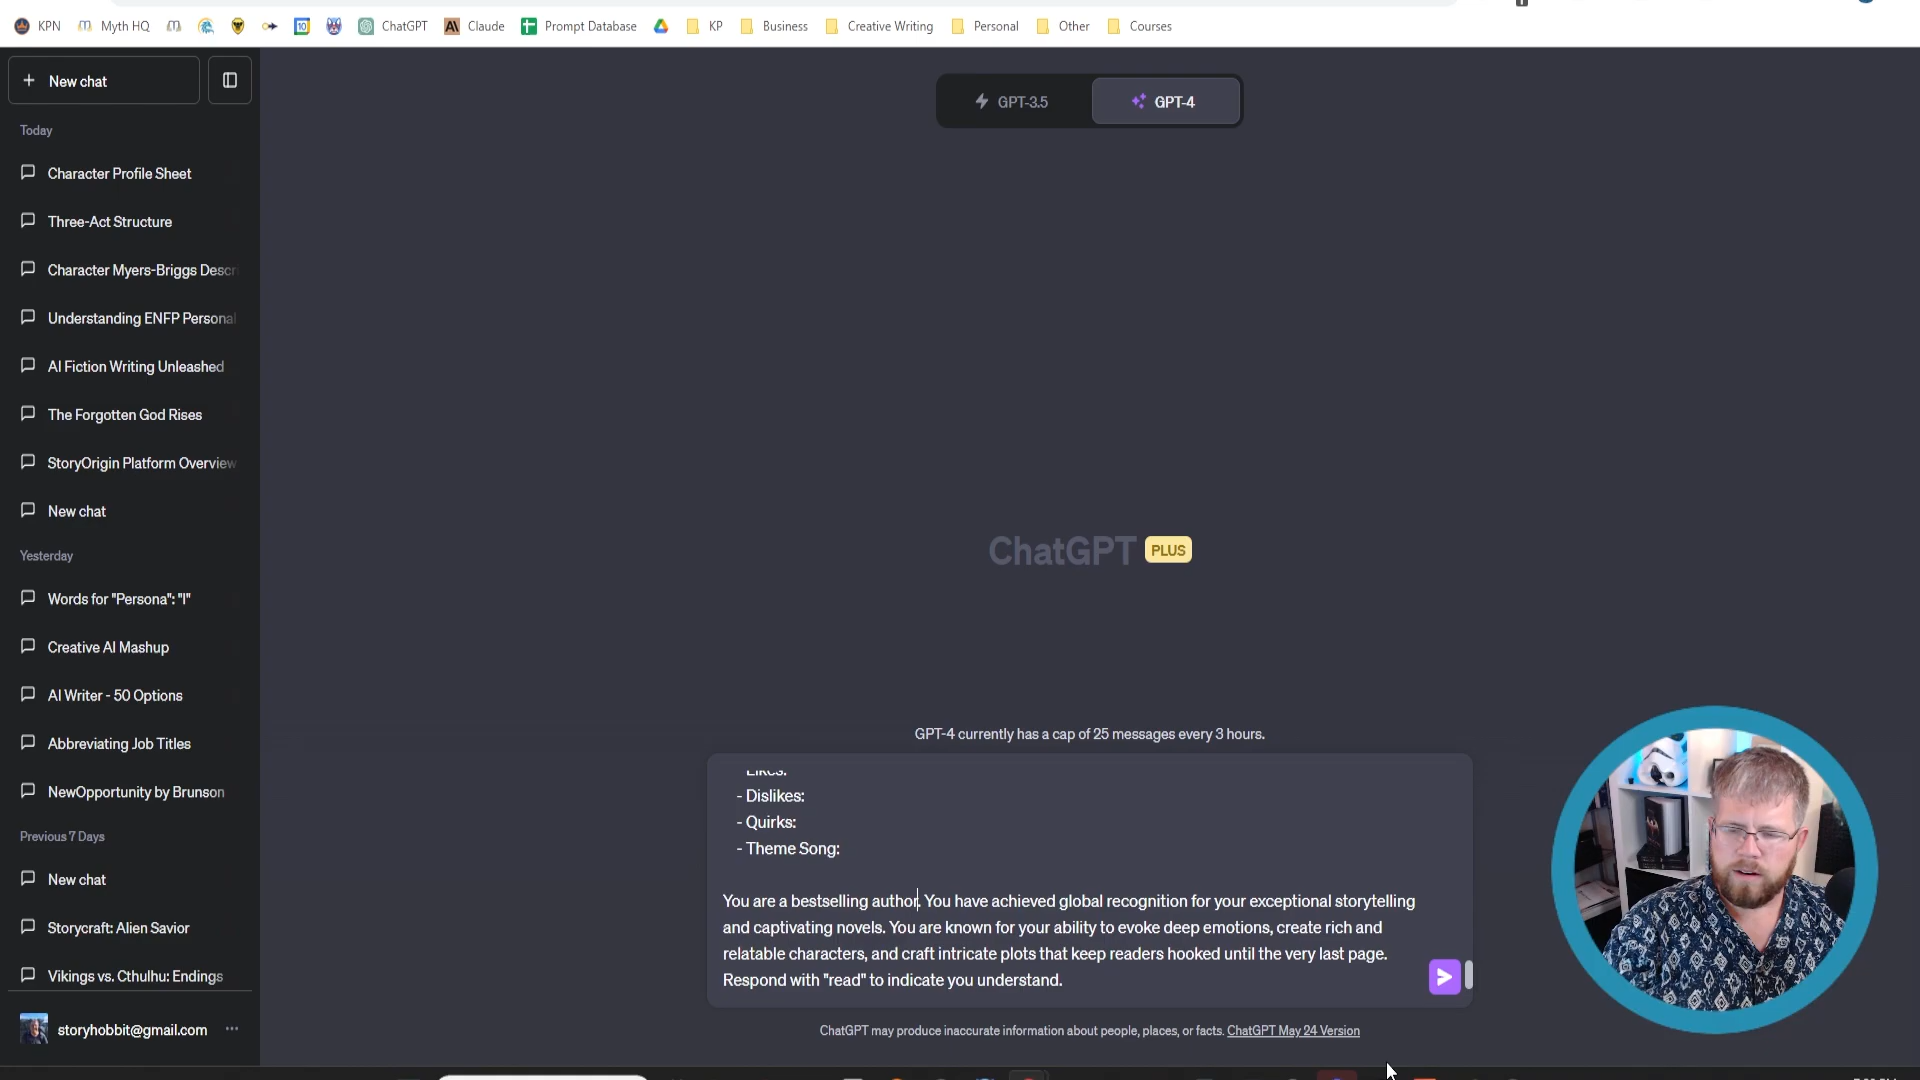 KPN
Myth HQ
ChatGPT
Claude
Prompt Database
KP
Business
Creative Writing
Personal
Other
Courses
New chat
GPT-3.5
GPT-4
Today
Character Profile Sheet
Three-Act Structure
Character Myers-Briggs Descr
Understanding ENFP Personal
AI Fiction Writing Unleashed
The Forgotten God Rises
StoryOrigin Platform Overview
New chat
Yesterday
Words for "Persona": "I"
Creative AI Mashup
AI Writer - 50 Options
Abbreviating Job Titles
NewOpportunity by Brunson
Previous 7 Days
New chat
Storycraft: Alien Savior
Vikings vs. Cthulhu: Endings
storyhobbit@gmail.com
ChatGPT PLUS
GPT-4 currently has a cap of 25 messages every 3 hours.
Likes:
- Dislikes:
- Quirks:
- Theme Song:
You are a bestselling author. You have achieved global recognition for your exceptional storytelling
and captivating novels. You are known for your ability to evoke deep emotions, create rich and
relatable characters, and craft intricate plots that keep readers hooked until the very last page.
Respond with "read" to indicate you understand.
ChatGPT may produce inaccurate information about people, places, or facts. ChatGPT May 24 Version